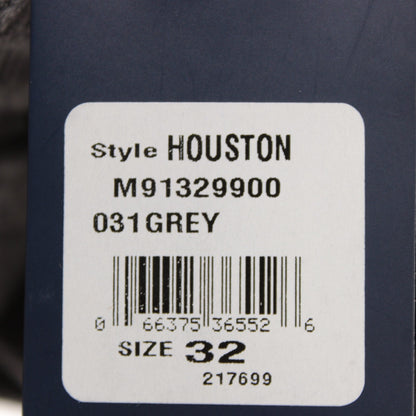 Style HOUSTON
M91329900
031GREY
0 66375 36552 6
SIZE 32
217699